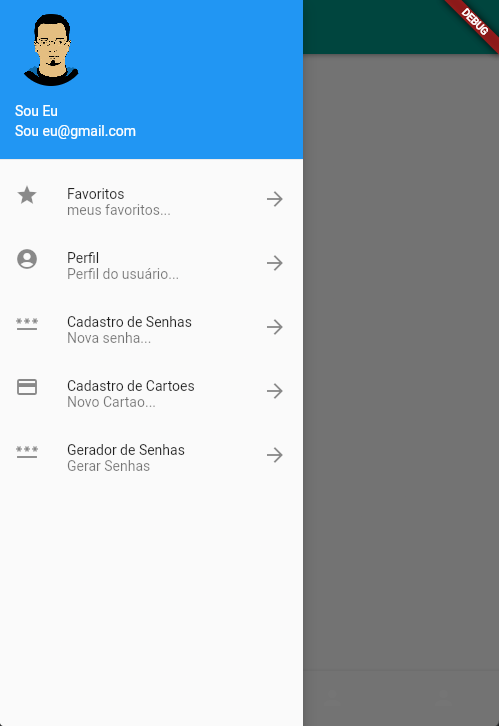 DEBUG
Sou Eu
Sou eu@gmail.com
Favoritos
meus favoritos...
Perfil
Perfil do usuário...
Cadastro de Senhas
Nova senha...
Cadastro de Cartoes
Novo Cartao...
Gerador de Senhas
Gerar Senhas